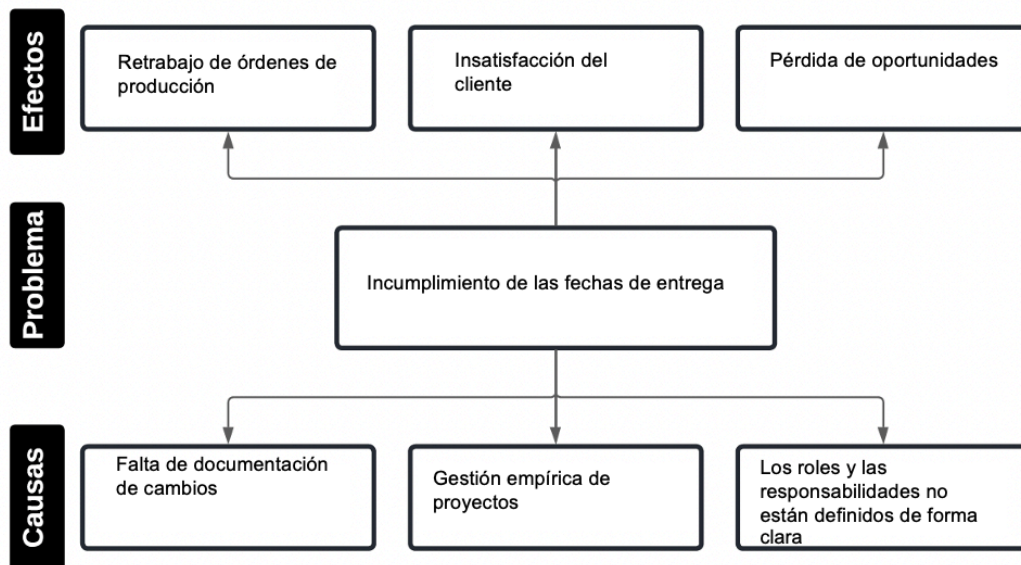 Efectos
Retrabajo de órdenes de
producción
Insatisfacción del
cliente
Pérdida de oportunidades
Problema
Incumplimiento de las fechas de entrega
Causas
Falta de documentación
de cambios
Gestión empírica de
proyectos
Los roles y las
responsabilidades no
están definidos de forma
clara